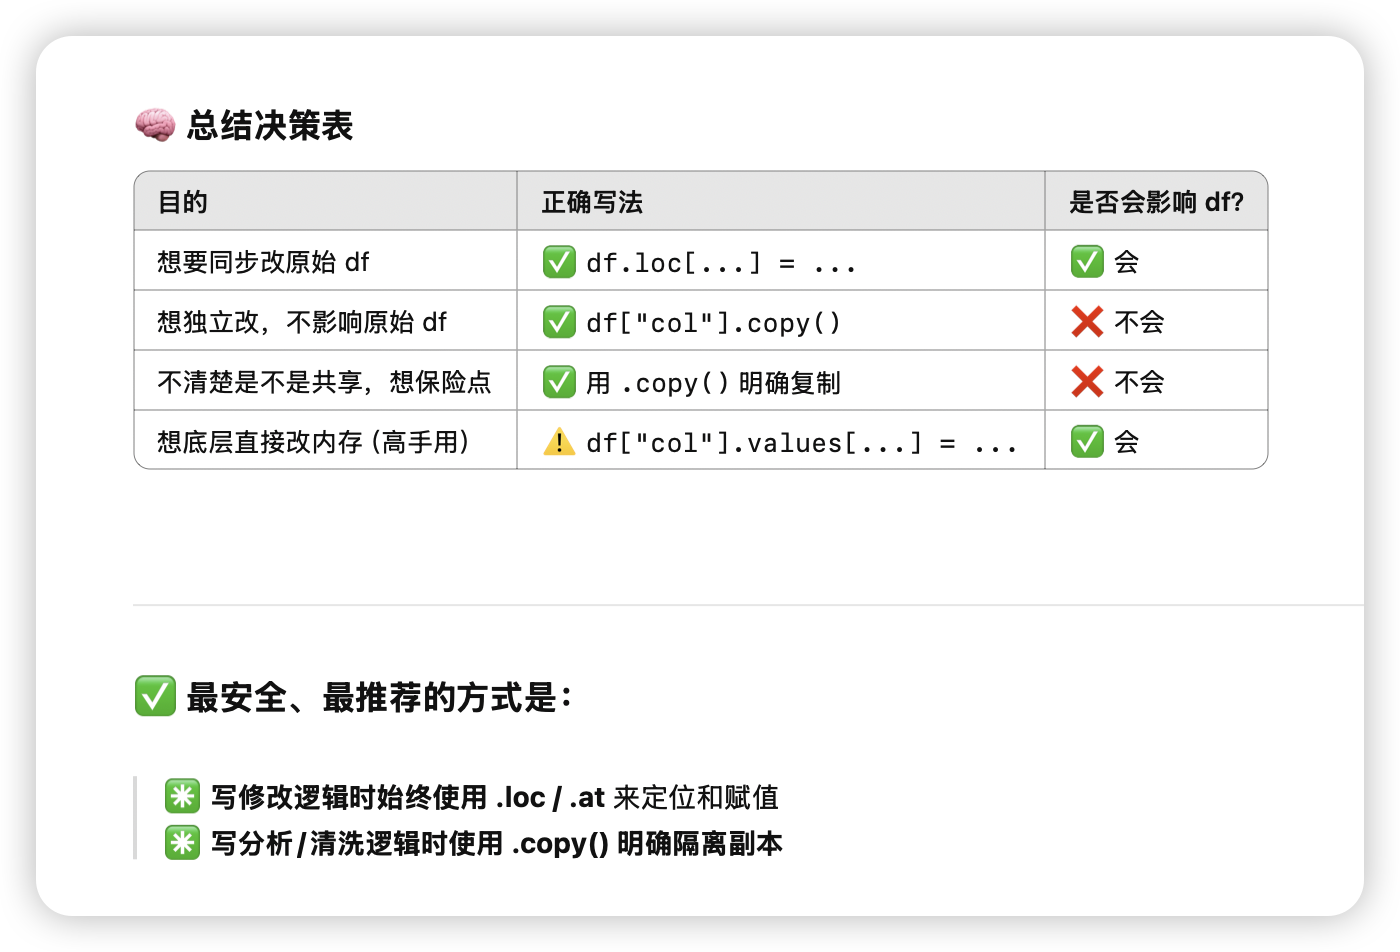 🧠 总结决策表
目的 正确写法 是否会影响 df?
想要同步改原始 df ✅ df.loc[...] = ... ✅ 会
想独立改，不影响原始 df ✅ df["col"].copy() ❌ 不会
不清楚是不是共享，想保险点 ✅ 用 .copy() 明确复制 ❌ 不会
想底层直接改内存（高手用） ⚠️ df["col"].values[...] = ... ✅ 会
✅ 最安全、最推荐的方式是：
✳️ 写修改逻辑时始终使用 .loc / .at 来定位和赋值
✳️ 写分析/清洗逻辑时使用 .copy() 明确隔离副本